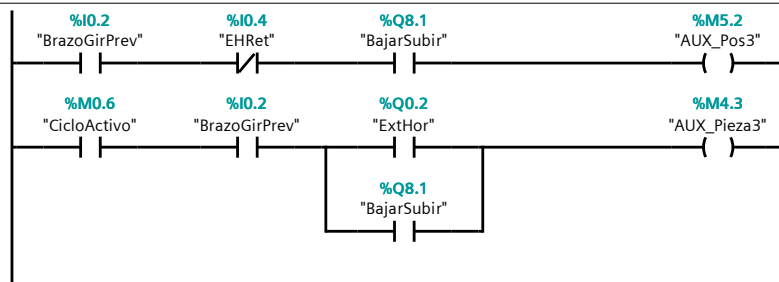 %I0.2 %I0.4 %Q8.1 %M5.2
"BrazoGirPrev" "EHRet" "BajarSubir" "AUX_Pos3"
%M0.6 %I0.2 %Q0.2 %M4.3
"CicloActivo" "BrazoGirPrev" "ExtHor" "AUX_Pieza3"
%Q8.1
"BajarSubir"